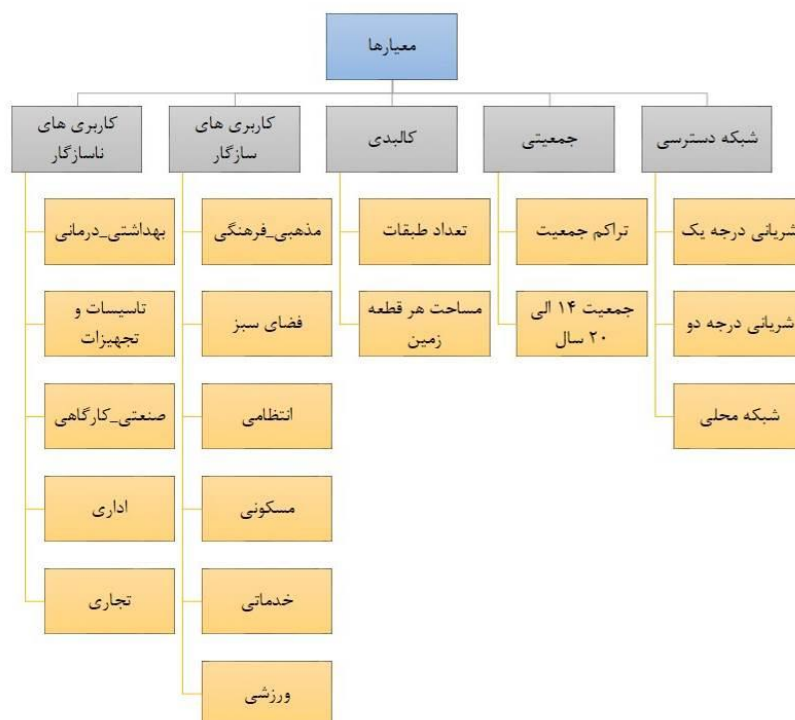 معیارها
شبکه دسترسی
شریانی درجه یک
شریانی درجه دو
شبکه محلی
جمعیتی
تراکم جمعیت
جمعیت ۱۴ الی
۲۰ سال
کالبدی
تعداد طبقات
مساحت هر قطعه
زمین
کاربری های
سازگار
مذهبی_فرهنگی
فضای سبز
انتظامی
مسکونی
خدماتی
ورزشی
کاربری های
ناسازگار
بهداشتی_درمانی
تاسیسات و
تجهیزات
صنعتی_کارگاهی
اداری
تجاری